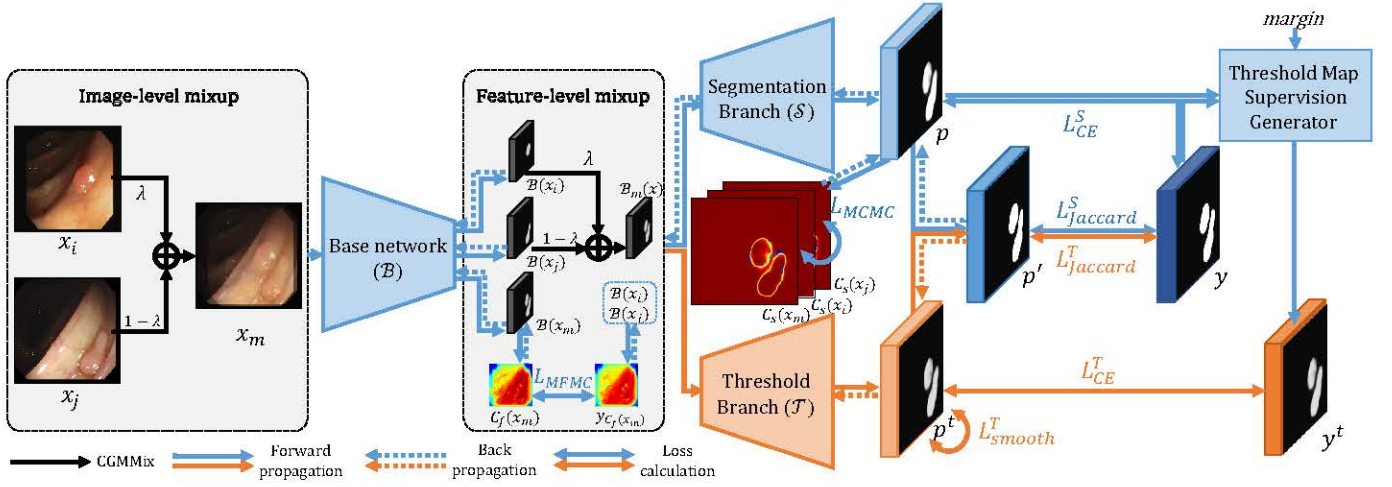 Image-level mixup
x_i
λ
x_j
1 − λ
x_m
Base network
(ℬ)
Feature-level mixup
ℬ(x_i)
λ
ℬ(x_j)
1 − λ
ℬ(x_m)
ℬ_m(x)
ℬ(x_i)
ℬ(x_j)
C_f(x_m)
L_MFMC
y_C_f(x_m)
Segmentation
Branch (𝒮)
p
L_MCMC
C_s(x_j)
C_s(x_i)
C_s(x_m)
Threshold
Branch (𝒯)
p^t
L^T_smooth
margin
Threshold Map
Supervision
Generator
L^S_CE
p′
L^S_Jaccard
L^T_Jaccard
y
L^T_CE
y^t
CGMMix
Forward
propagation
Back
propagation
Loss
calculation